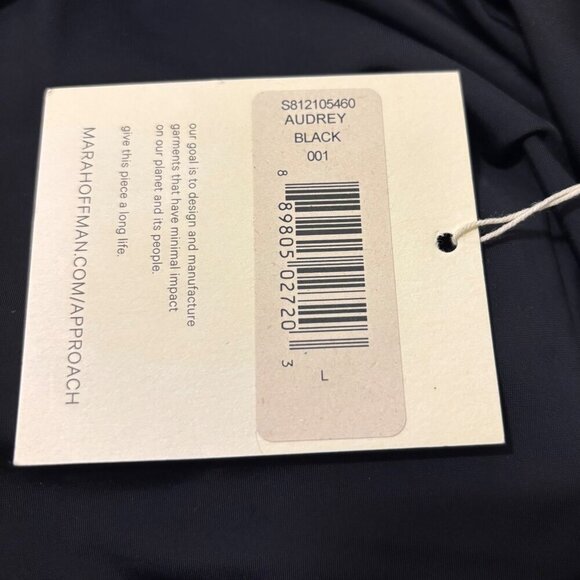 S812105460
AUDREY
BLACK
001
8 89805 02720 3
L
our goal is to design and manufacture
garments that have minimal impact
on our planet and its people.
give this piece a long life.
MARAHOFFMAN.COM/APPROACH